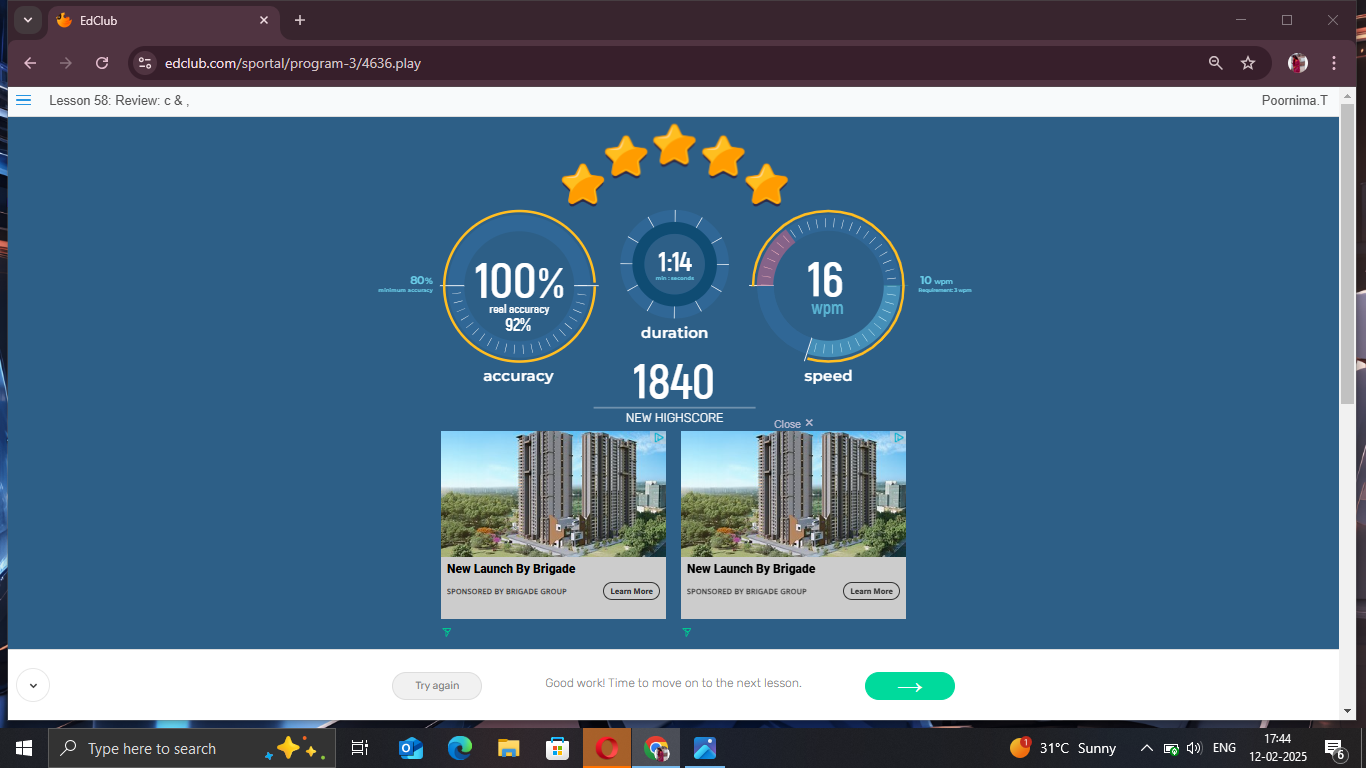 EdClub
edclub.com/sportal/program-3/4636.play
Lesson 58: Review: c & ,
Poornima.T
80%
minimum accuracy
100%
real accuracy
92%
accuracy
1:14
min : seconds
duration
16
wpm
speed
10 wpm
Requirement: 3 wpm
1840
NEW HIGHSCORE
Close ✕
New Launch By Brigade
SPONSORED BY BRIGADE GROUP
Learn More
New Launch By Brigade
SPONSORED BY BRIGADE GROUP
Learn More
Try again
Good work! Time to move on to the next lesson.
Type here to search
1
31°C Sunny
ENG
17:44
12-02-2025
6